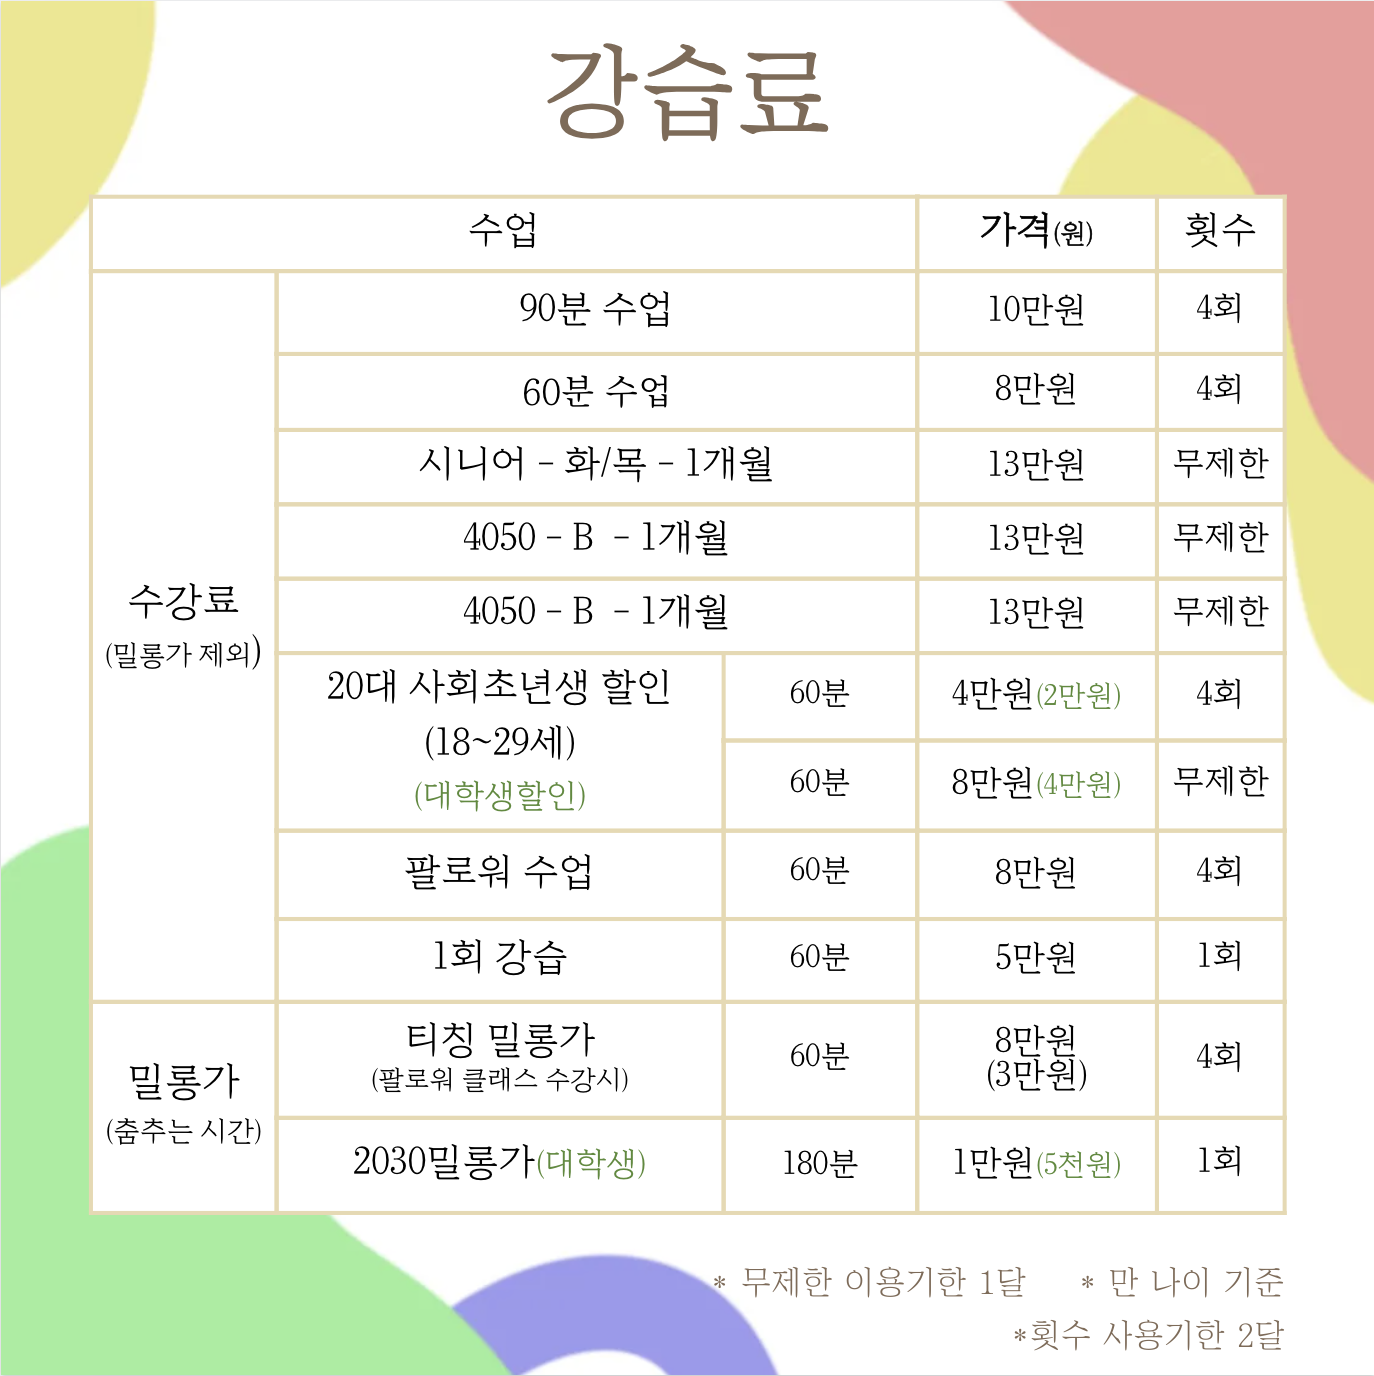 강습료
수업 가격(원) 횟수
90분 수업 10만원 4회
60분 수업 8만원 4회
시니어 - 화/목 - 1개월 13만원 무제한
4050 - B - 1개월 13만원 무제한
수강료
(밀롱가 제외)
4050 - B - 1개월 13만원 무제한
20대 사회초년생 할인
(18~29세)
(대학생할인)
60분 4만원(2만원) 4회
60분 8만원(4만원) 무제한
팔로워 수업 60분 8만원 4회
1회 강습 60분 5만원 1회
밀롱가
(춤추는 시간)
티칭 밀롱가
(팔로워 클래스 수강시)
60분
8만원
(3만원)
4회
2030밀롱가(대학생) 180분 1만원(5천원) 1회
* 무제한 이용기한 1달 * 만 나이 기준
*횟수 사용기한 2달